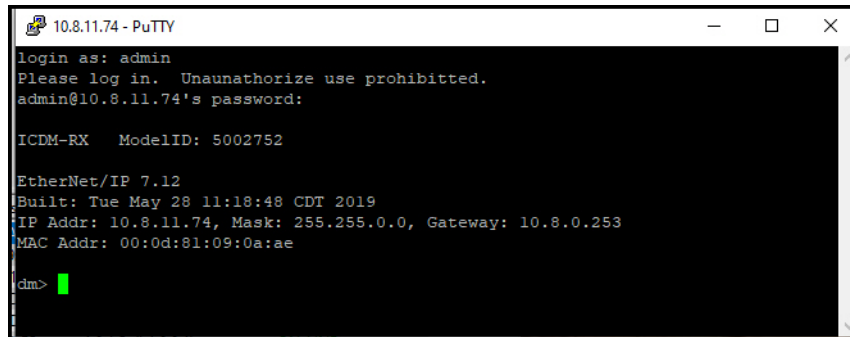 10.8.11.74 - PuTTY
login as: admin
Please log in.  Unaunathorize use prohibitted.
admin@10.8.11.74's password:
ICDM-RX   ModelID: 5002752
EtherNet/IP 7.12
Built: Tue May 28 11:18:48 CDT 2019
IP Addr: 10.8.11.74, Mask: 255.255.0.0, Gateway: 10.8.0.253
MAC Addr: 00:0d:81:09:0a:ae
dm>